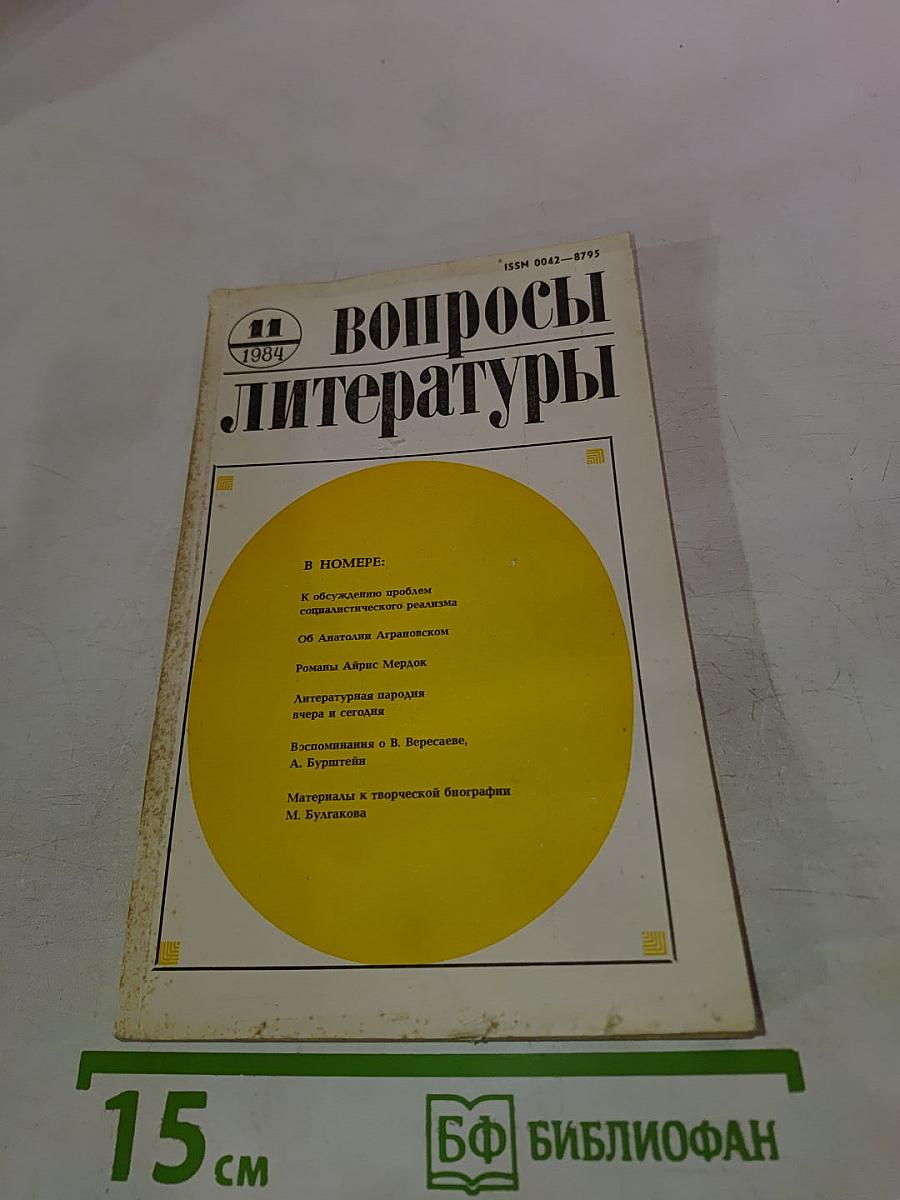 ISSN 0042—8795
11
1984
вопросы
литературы
В НОМЕРЕ:
К обсуждению проблем
социалистического реализма
Об Анатолии Аграновском
Романы Айрис Мердок
Литературная пародия
вчера и сегодня
Воспоминания о В. Вересаеве,
А. Бурштейн
Материалы к творческой биографии
М. Булгакова
15 см
БФ БИБЛИОФАН